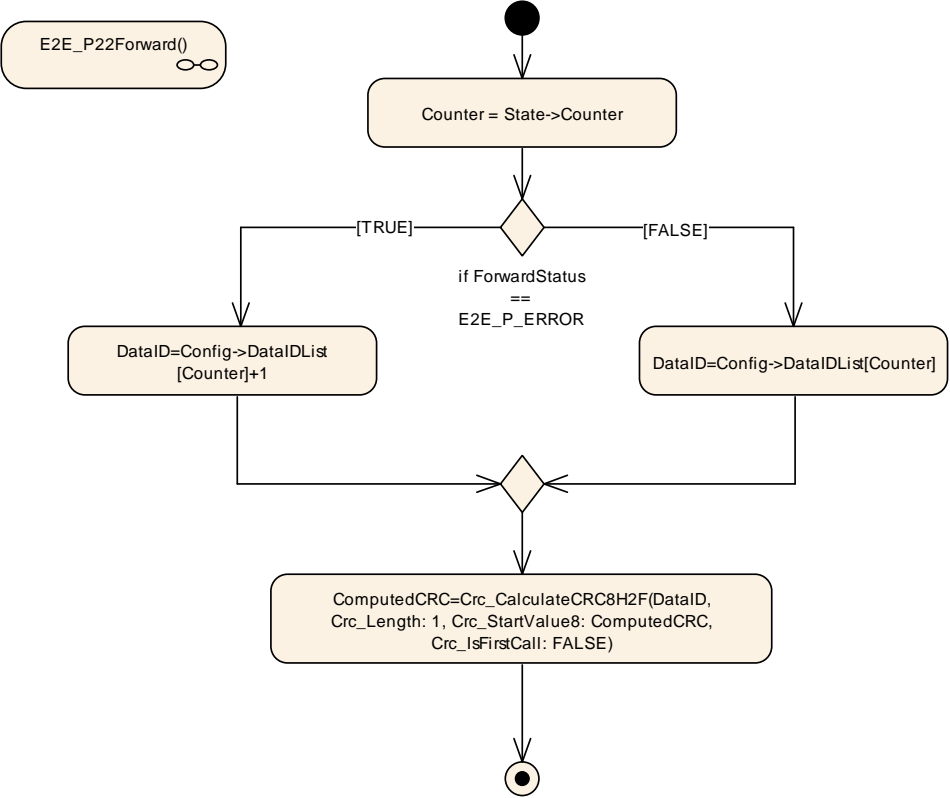 E2E_P22Forward()
Counter = State->Counter
[TRUE]
[FALSE]
if ForwardStatus
==
E2E_P_ERROR
DataID=Config->DataIDList
[Counter]+1
DataID=Config->DataIDList[Counter]
ComputedCRC=Crc_CalculateCRC8H2F(DataID,
Crc_Length: 1, Crc_StartValue8: ComputedCRC,
Crc_IsFirstCall: FALSE)